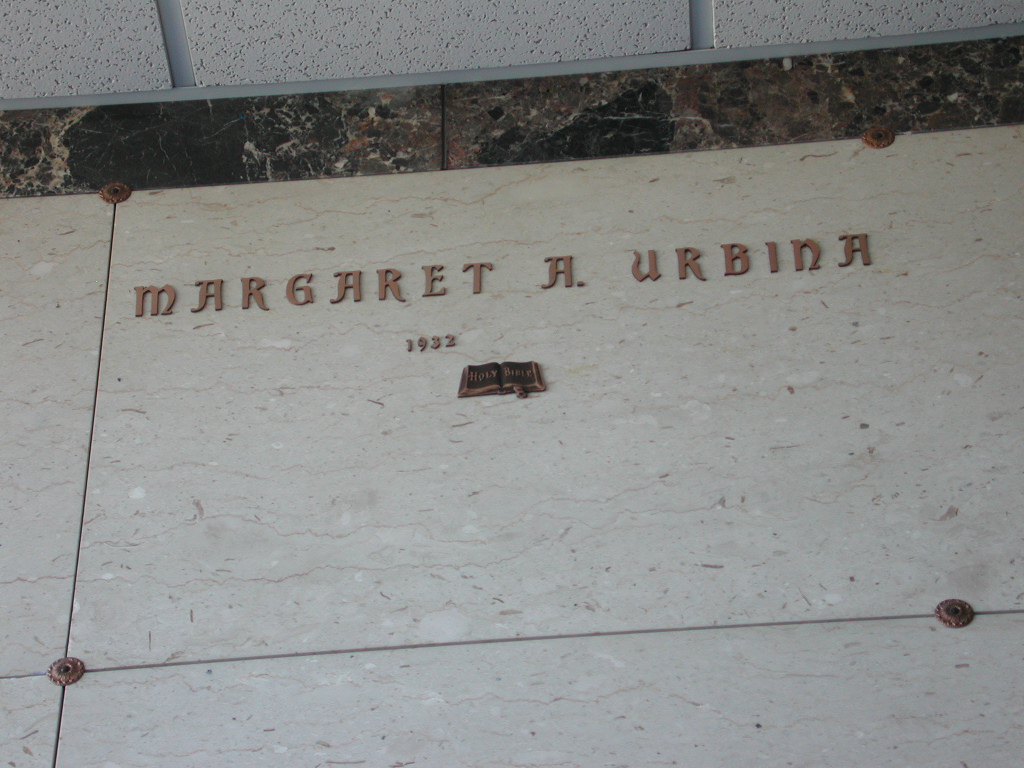 MARGARET A. URBINA
1932
HOLY BIBLE